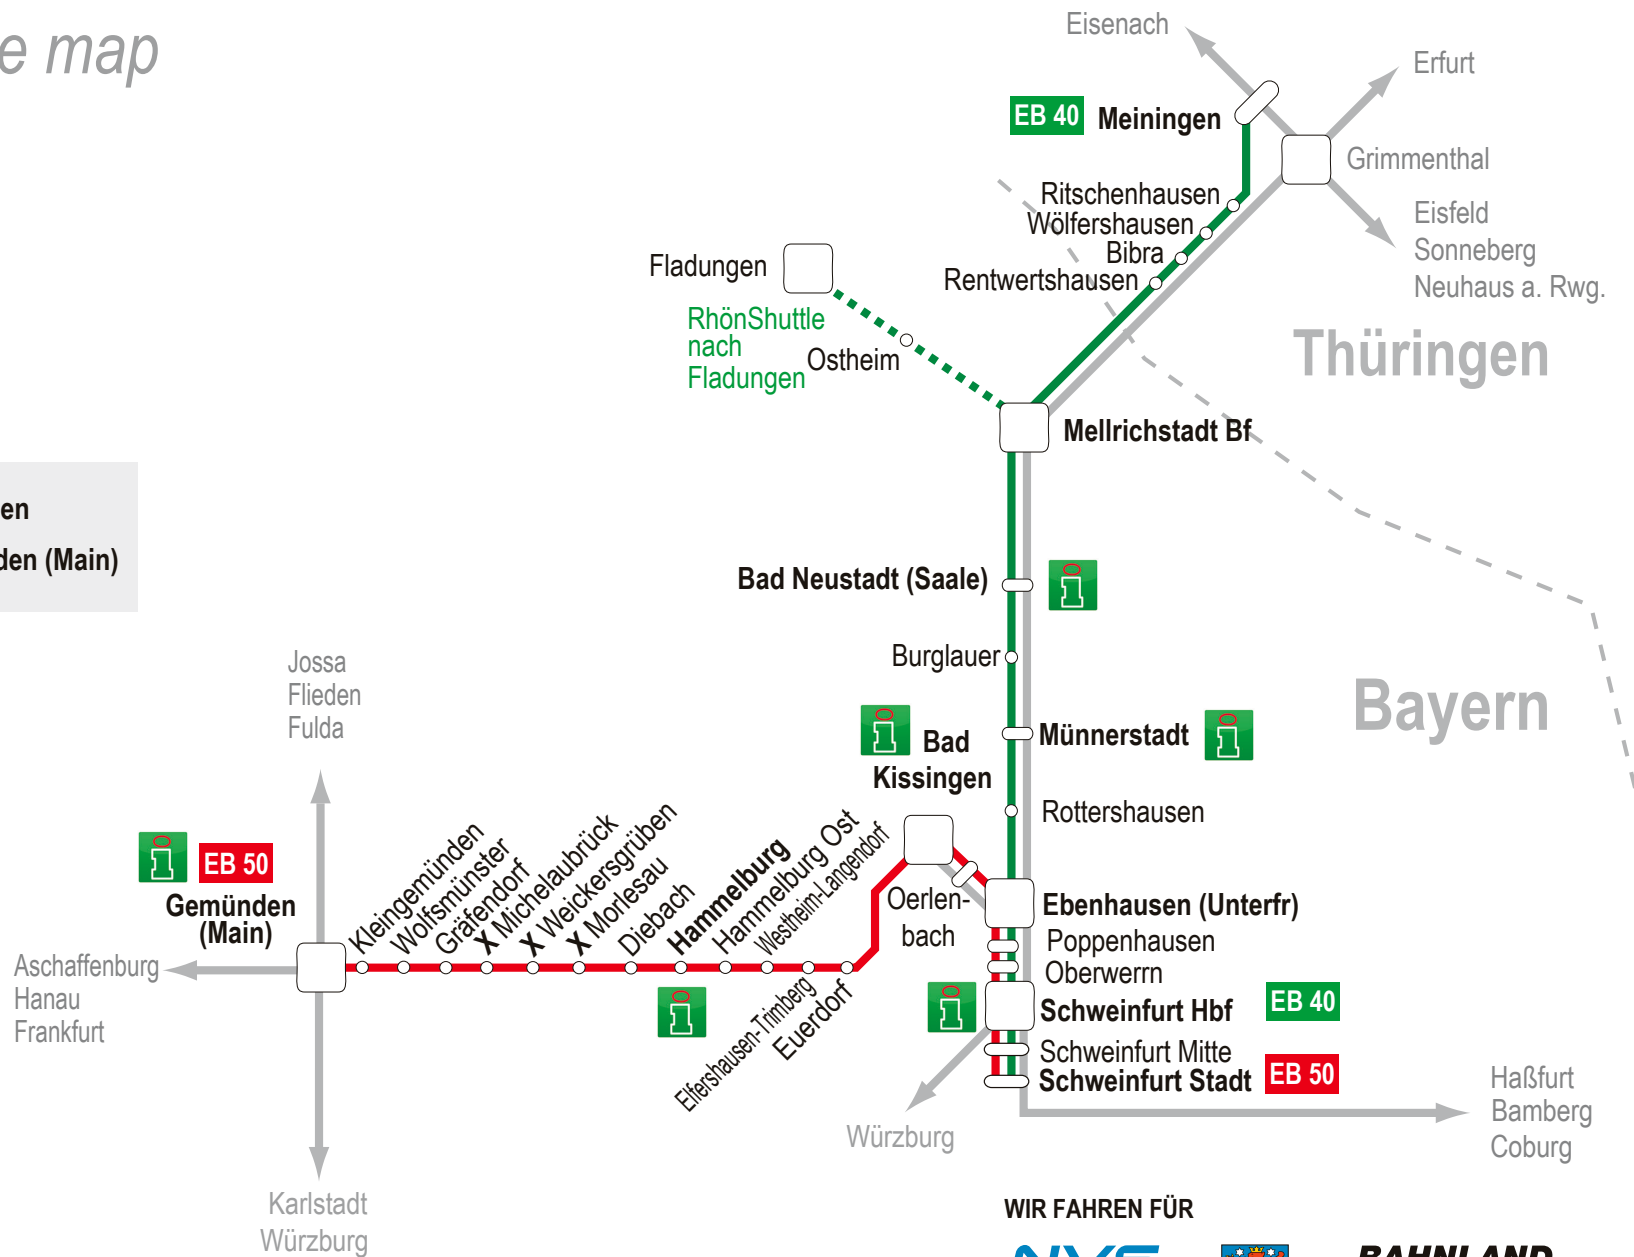 e map
Eisenach
Erfurt
EB 40 Meiningen
Grimmenthal
Ritschenhausen
Wölfershausen
Bibra
Rentwertshausen
Eisfeld
Sonneberg
Neuhaus a. Rwg.
Fladungen
RhönShuttle
nach
Fladungen
Ostheim
Thüringen
Mellrichstadt Bf
en
den (Main)
Bad Neustadt (Saale)
Burglauer
Bayern
Jossa
Flieden
Fulda
Bad
Kissingen
Münnerstadt
Rottershausen
EB 50
Gemünden
(Main)
Kleingemünden
Wolfsmünster
Gräfendorf
X Michelaubrück
X Weickersgrüben
X Morlesau
Diebach
Hammelburg
Hammelburg Ost
Westheim-Langendorf
Elfershausen-Trimberg
Euerdorf
Oerlen-
bach
Ebenhausen (Unterfr)
Poppenhausen
Oberwerrn
Schweinfurt Hbf EB 40
Schweinfurt Mitte
Schweinfurt Stadt EB 50
Aschaffenburg
Hanau
Frankfurt
Würzburg
Haßfurt
Bamberg
Coburg
Karlstadt
Würzburg
WIR FAHREN FÜR
BAHNLAND